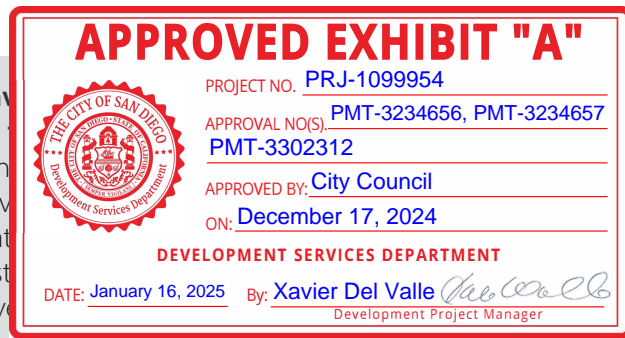 APPROVED EXHIBIT "A"
PROJECT NO. PRJ-1099954
APPROVAL NO(S). PMT-3234656, PMT-3234657
PMT-3302312
APPROVED BY: City Council
ON: December 17, 2024
THE CITY OF SAN DIEGO
Development Services Department
DEVELOPMENT SERVICES DEPARTMENT
DATE: January 16, 2025 By: Xavier Del Valle
Development Project Manager